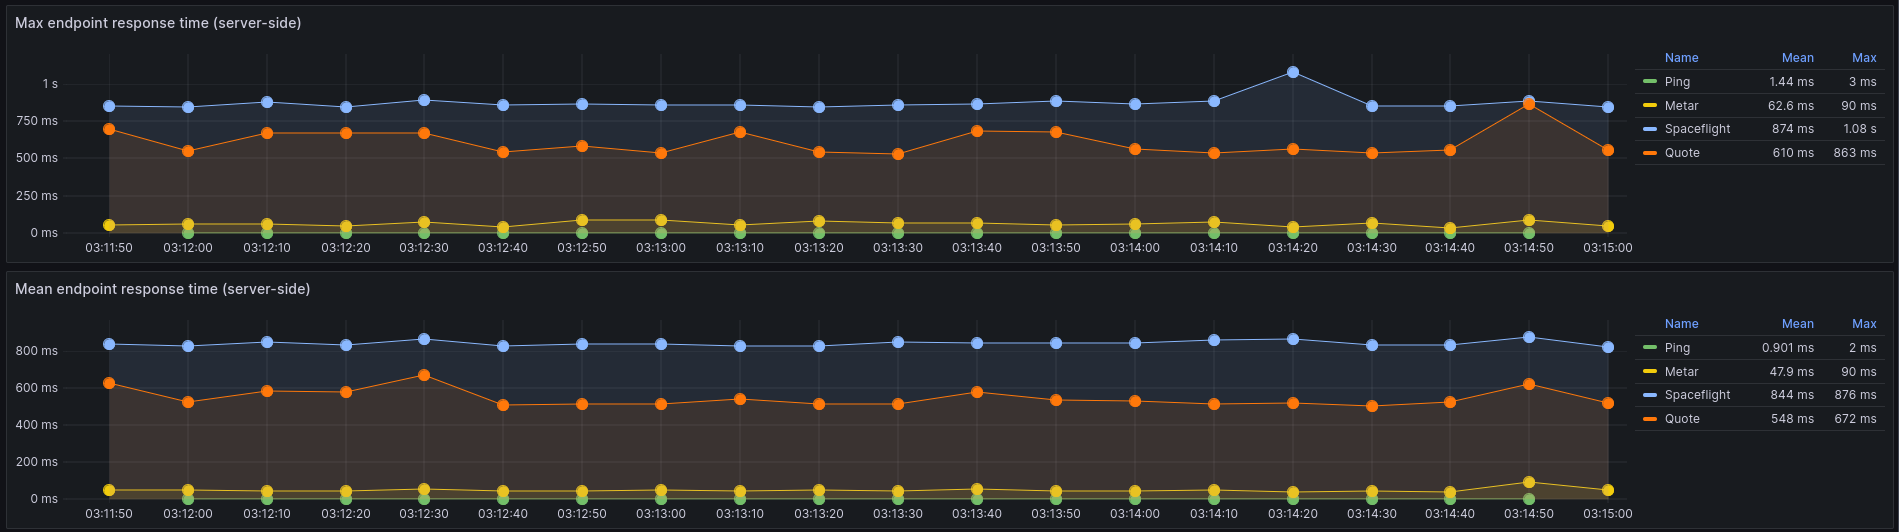 Max endpoint response time (server-side)
1 s
750 ms
500 ms
250 ms
0 ms
03:11:50 03:12:00 03:12:10 03:12:20 03:12:30 03:12:40 03:12:50 03:13:00 03:13:10 03:13:20 03:13:30 03:13:40 03:13:50 03:14:00 03:14:10 03:14:20 03:14:30 03:14:40 03:14:50 03:15:00
Name Mean Max
Ping 1.44 ms 3 ms
Metar 62.6 ms 90 ms
Spaceflight 874 ms 1.08 s
Quote 610 ms 863 ms
Mean endpoint response time (server-side)
800 ms
600 ms
400 ms
200 ms
0 ms
03:11:50 03:12:00 03:12:10 03:12:20 03:12:30 03:12:40 03:12:50 03:13:00 03:13:10 03:13:20 03:13:30 03:13:40 03:13:50 03:14:00 03:14:10 03:14:20 03:14:30 03:14:40 03:14:50 03:15:00
Name Mean Max
Ping 0.901 ms 2 ms
Metar 47.9 ms 90 ms
Spaceflight 844 ms 876 ms
Quote 548 ms 672 ms